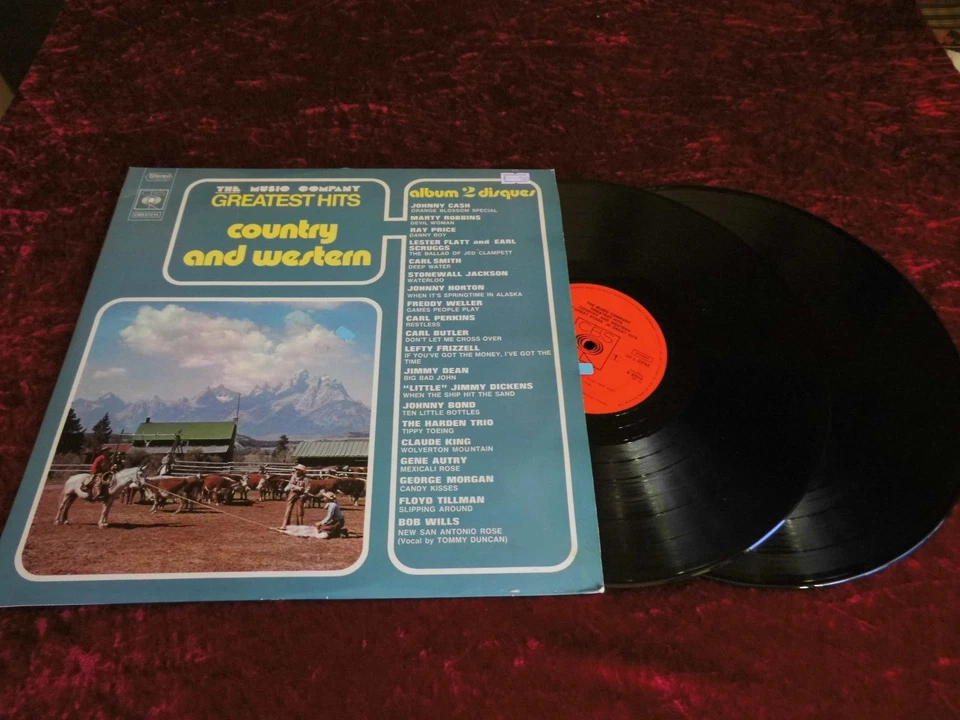 Stereo
CBS
THE MUSIC COMPANY
GREATEST HITS
country
and western
album 2 disques
JOHNNY CASH
ORANGE BLOSSOM SPECIAL
MARTY ROBBINS
DEVIL WOMAN
RAY PRICE
DANNY BOY
LESTER FLATT and EARL
SCRUGGS
THE BALLAD OF JED CLAMPETT
CARL SMITH
DEEP WATER
STONEWALL JACKSON
WATERLOO
JOHNNY HORTON
WHEN IT'S SPRINGTIME IN ALASKA
FREDDY WELLER
GAMES PEOPLE PLAY
CARL PERKINS
RESTLESS
CARL BUTLER
DON'T LET ME CROSS OVER
LEFTY FRIZZELL
IF YOU'VE GOT THE MONEY, I'VE GOT THE
TIME
JIMMY DEAN
BIG BAD JOHN
"LITTLE" JIMMY DICKENS
WHEN THE SHIP HIT THE SAND
JOHNNY BOND
TEN LITTLE BOTTLES
THE HARDEN TRIO
TIPPY TOEING
CLAUDE KING
WOLVERTON MOUNTAIN
GENE AUTRY
MEXICALI ROSE
GEORGE MORGAN
CANDY KISSES
FLOYD TILLMAN
SLIPPING AROUND
BOB WILLS
NEW SAN ANTONIO ROSE
(Vocal by TOMMY DUNCAN)
CBS